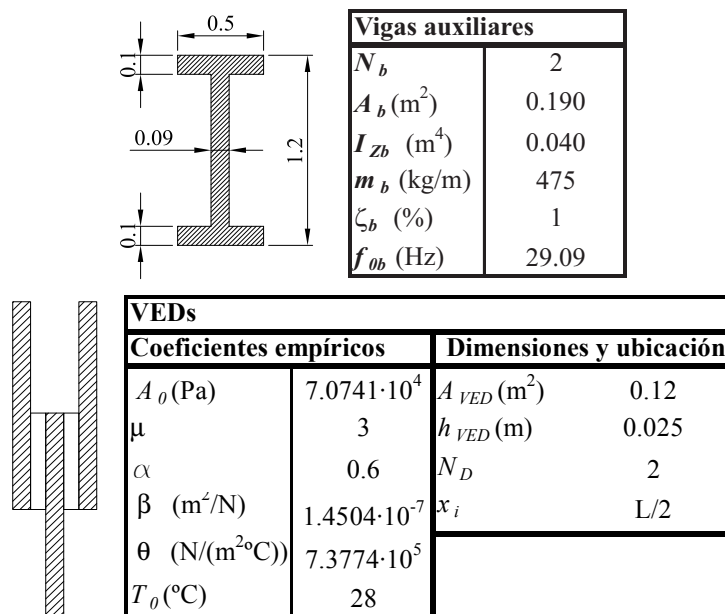 0.5
0.1
0.09
1.2
0.1
Vigas auxiliares
N_b 2
A_b (m²) 0.190
I_Zb (m⁴) 0.040
m_b (kg/m) 475
ζ_b (%) 1
f_0b (Hz) 29.09
VEDs
Coeficientes empíricos Dimensiones y ubicación
A_0 (Pa) 7.0741·10⁴ A_VED (m²) 0.12
μ 3 h_VED (m) 0.025
α 0.6 N_D 2
β (m²/N) 1.4504·10⁻⁷ x_i L/2
θ (N/(m²ºC)) 7.3774·10⁵
T_0 (ºC) 28